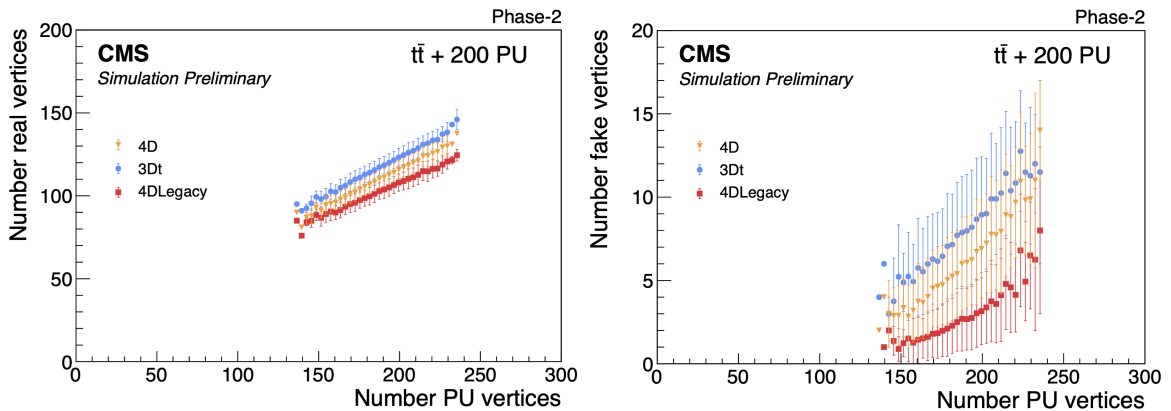 Phase-2
CMS
Simulation Preliminary
tt̄ + 200 PU
4D
3Dt
4DLegacy
Number real vertices
200
150
100
50
0
0 50 100 150 200 250 300
Number PU vertices
Phase-2
CMS
Simulation Preliminary
tt̄ + 200 PU
4D
3Dt
4DLegacy
Number fake vertices
20
15
10
5
0
0 50 100 150 200 250 300
Number PU vertices